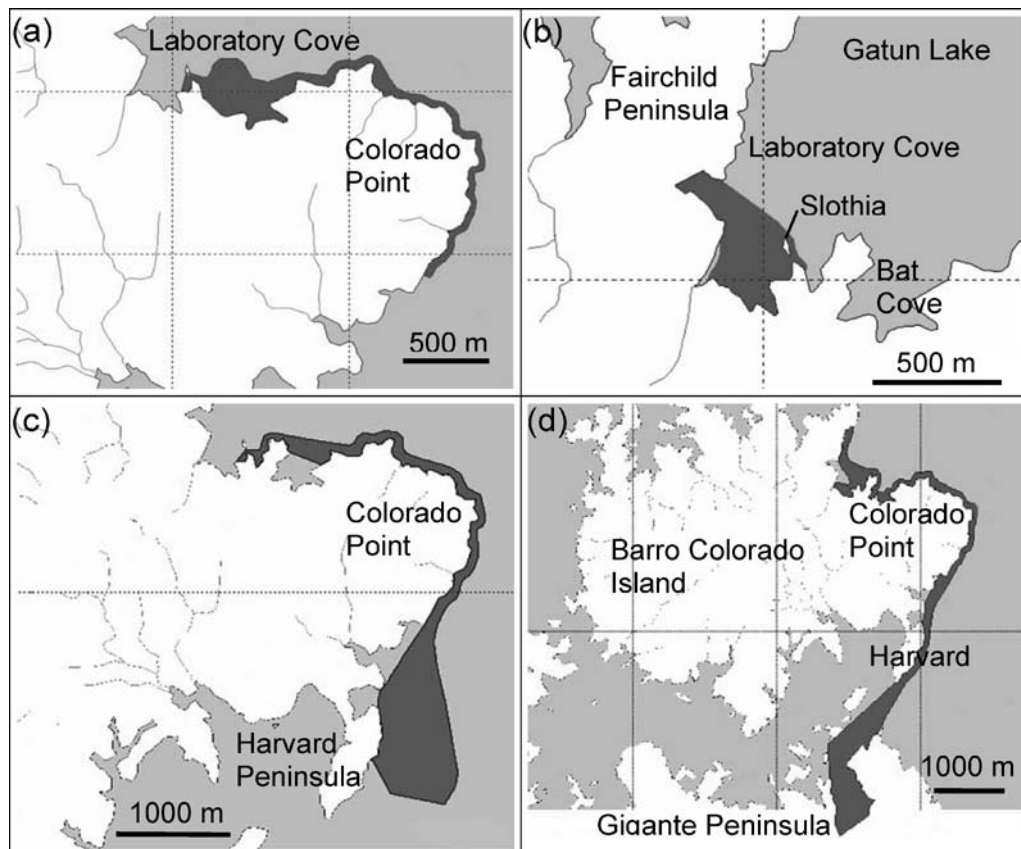 (a)
Laboratory Cove
Colorado
Point
500 m
(b)
Gatun Lake
Fairchild
Peninsula
Laboratory Cove
Slothia
Bat
Cove
500 m
(c)
Colorado
Point
Harvard
Peninsula
1000 m
(d)
Colorado
Point
Barro Colorado
Island
Harvard
1000 m
Gigante Peninsula